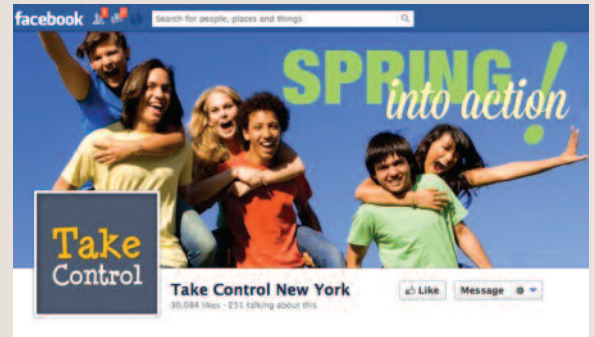 facebook
Search for people, places and things
SPRING!
into action
Take
Control
Take Control New York
30,084 likes · 251 talking about this
Like
Message